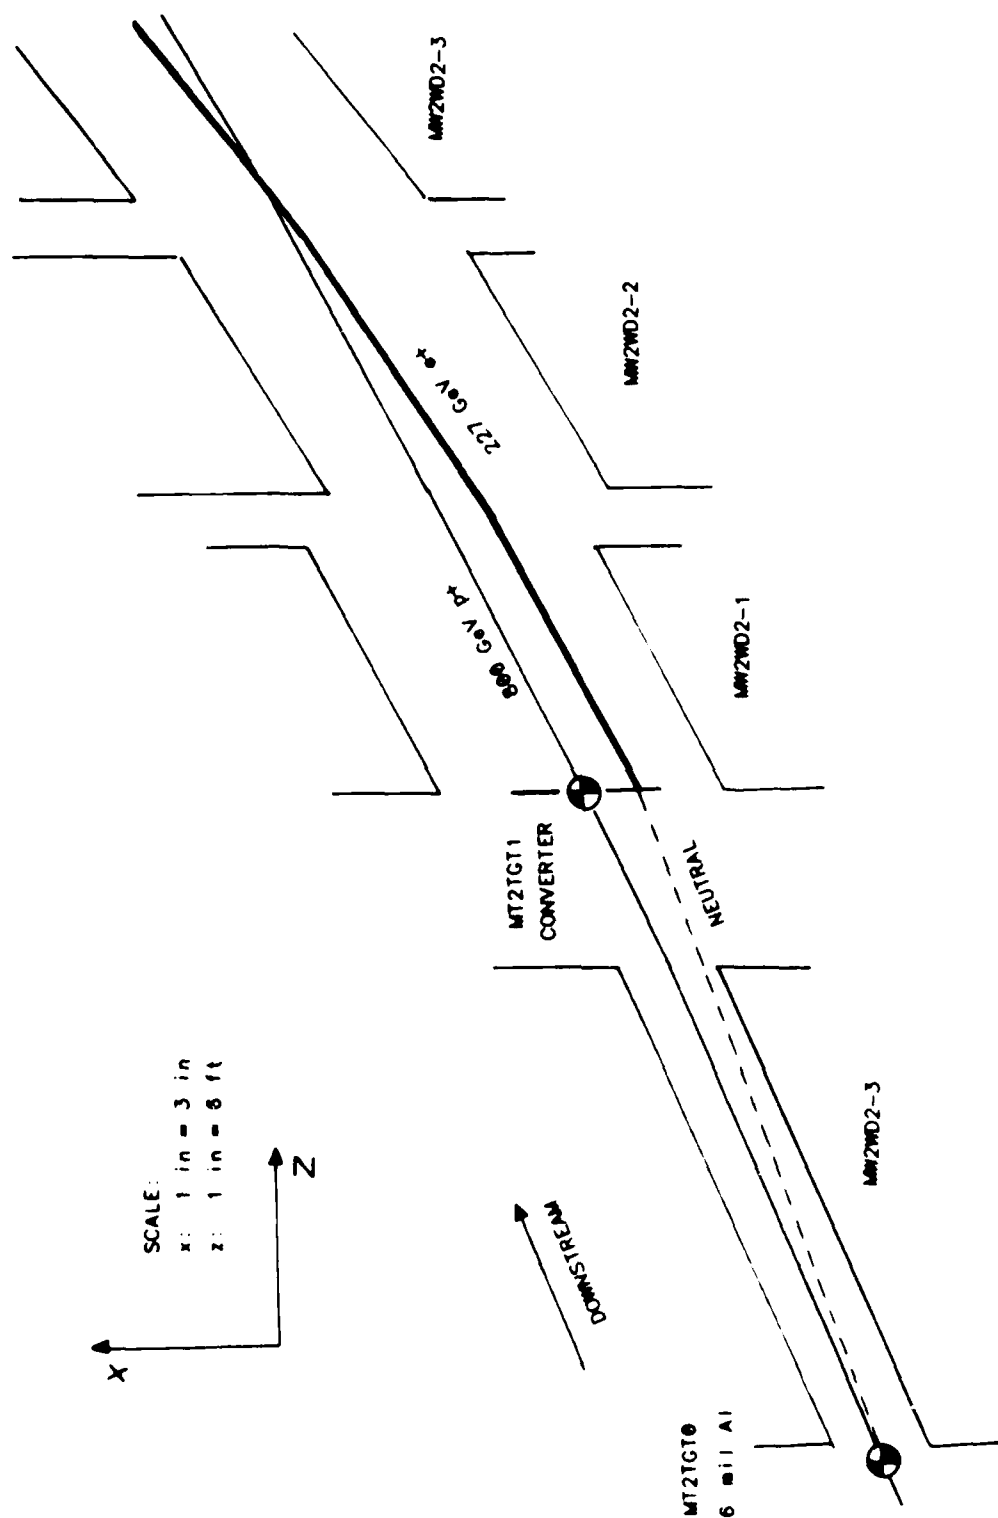 SCALE:
x: 1 in = 3 in
z: 1 in = 8 ft
X
Z
DOWNSTREAM
MT2TGT0
6 mil Al
MW2WD2-3
NEUTRAL
MT2TGT1
CONVERTER
MW2WD2-1
800 GeV p+
227 GeV e+
MW2WD2-2
MW2WD2-3